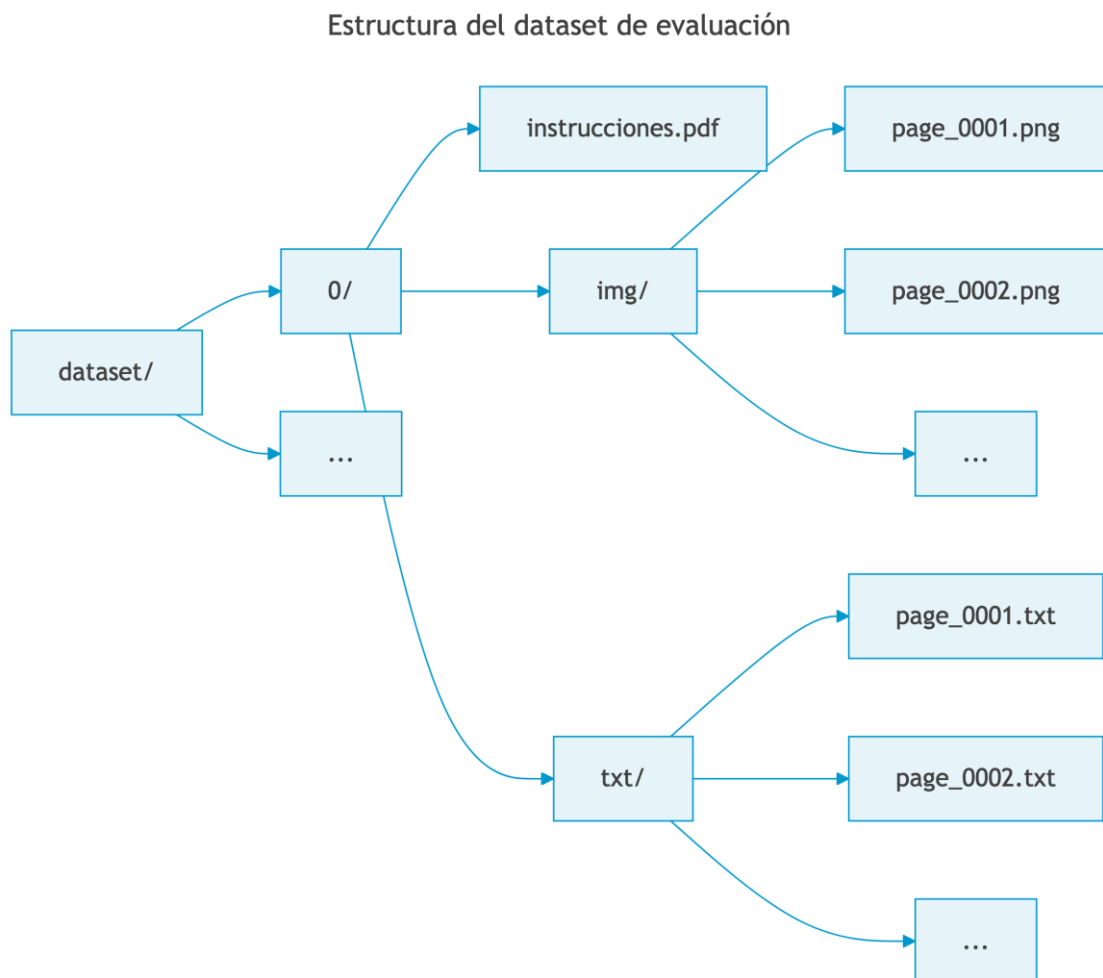 Estructura del dataset de evaluación
instrucciones.pdf
page_0001.png
0/
img/
page_0002.png
dataset/
...
...
page_0001.txt
txt/
page_0002.txt
...